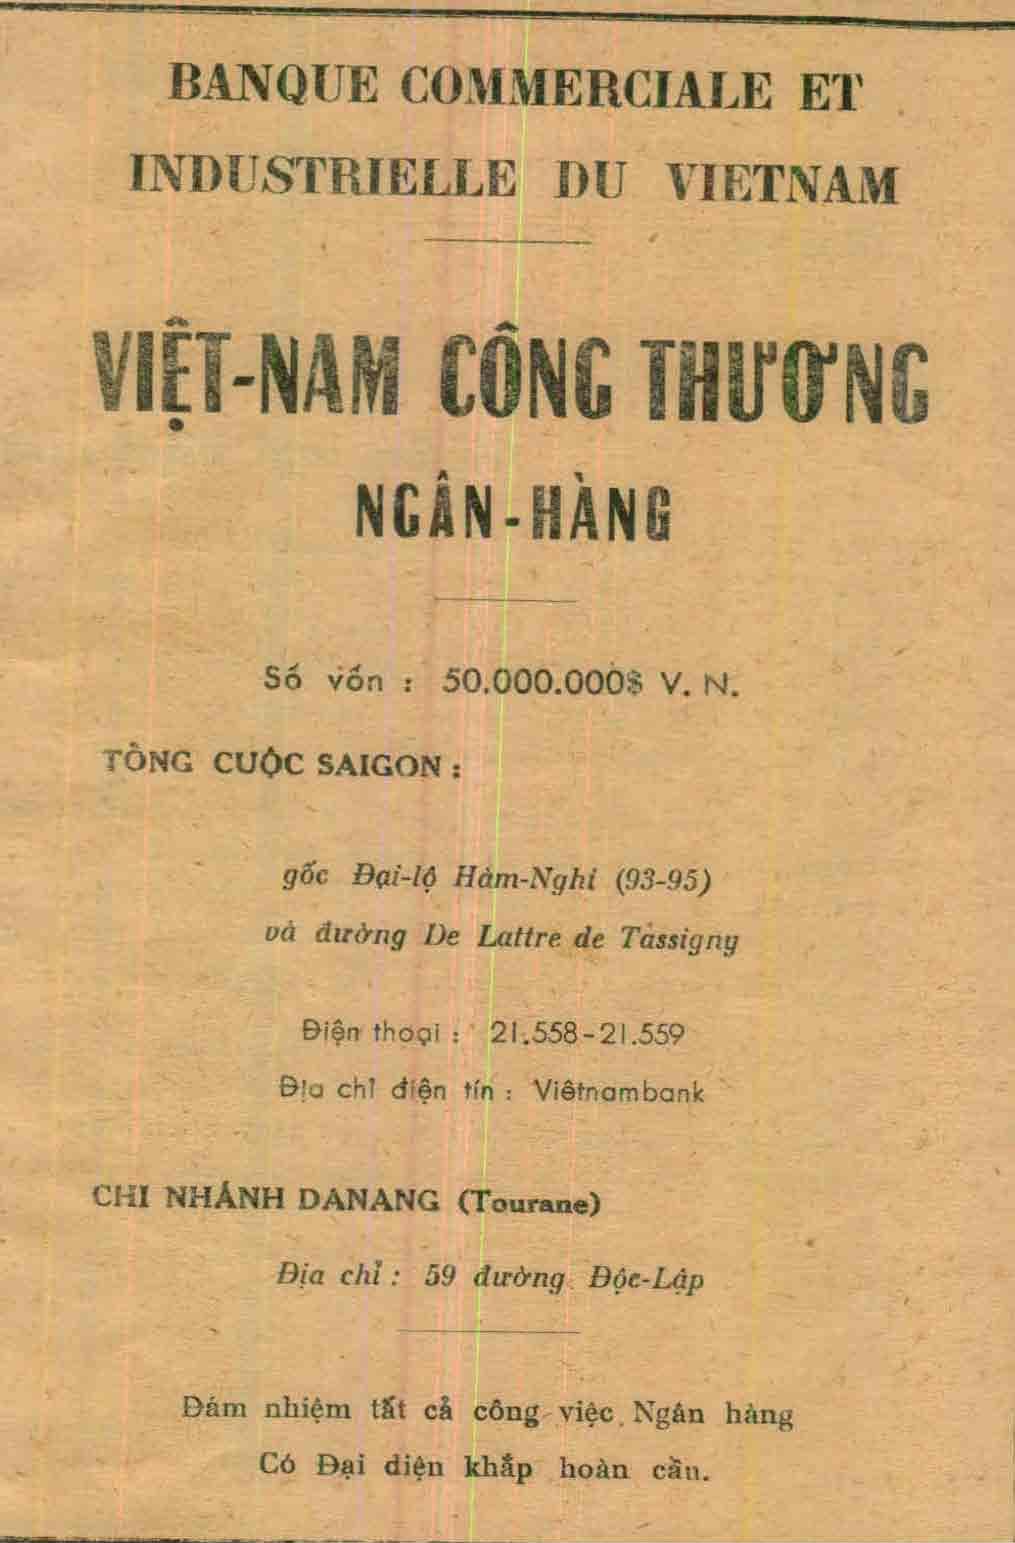 BANQUE COMMERCIALE ET
INDUSTRIELLE DU VIETNAM
VIỆT-NAM CÔNG THƯƠNG
NGÂN-HÀNG
Số vốn : 50.000.000$ V. N.
TỔNG CUỘC SAIGON :
gốc Đại-lộ Hàm-Nghi (93-95)
và đường De Lattre de Tassigny
Điện thoại : 21.558-21.559
Địa chỉ điện tín : Viêtnambank
CHI NHÁNH DANANG (Tourane)
Địa chỉ : 59 đường Độc-Lập
Đảm nhiệm tất cả công việc Ngân hàng
Có Đại diện khắp hoàn cầu.